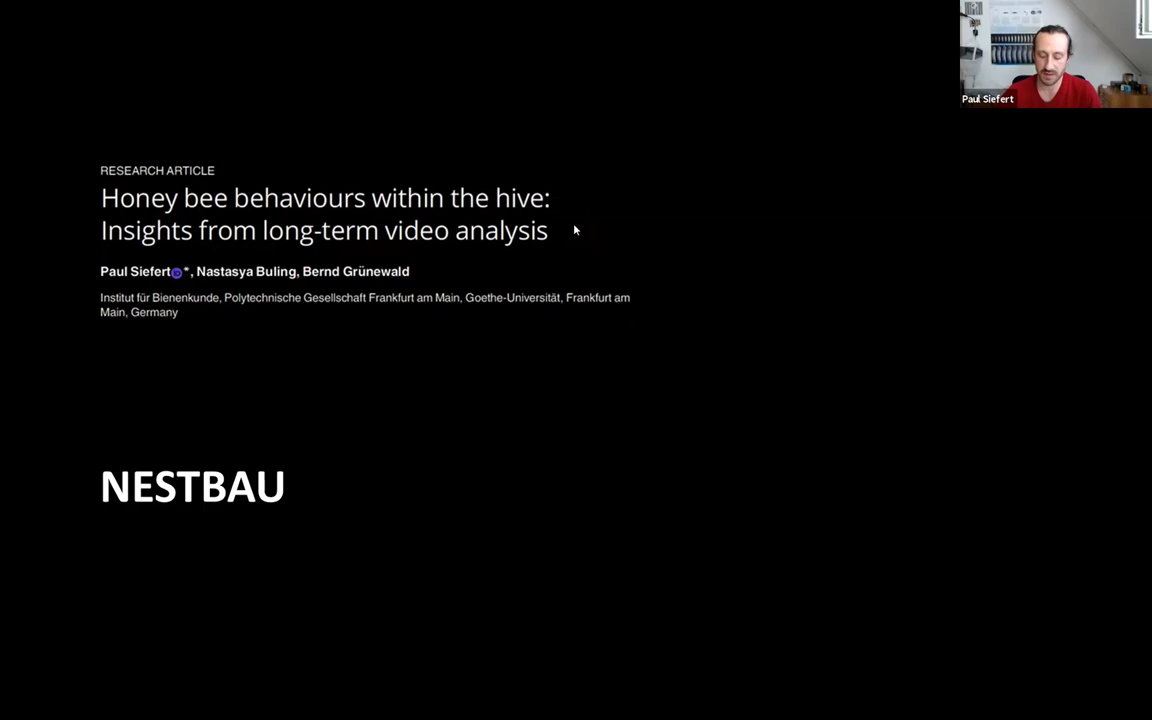 Paul Siefert
RESEARCH ARTICLE
Honey bee behaviours within the hive:
Insights from long-term video analysis
Paul Siefert*, Nastasya Buling, Bernd Grünewald
Institut für Bienenkunde, Polytechnische Gesellschaft Frankfurt am Main, Goethe-Universität, Frankfurt am
Main, Germany
NESTBAU